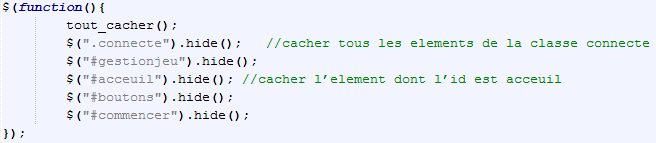 $(function(){
tout_cacher();
$(".connecte").hide(); //cacher tous les elements de la classe connecte
$("#gestionjeu").hide();
$("#acceuil").hide(); //cacher l’element dont l’id est acceuil
$("#boutons").hide();
$("#commencer").hide();
});